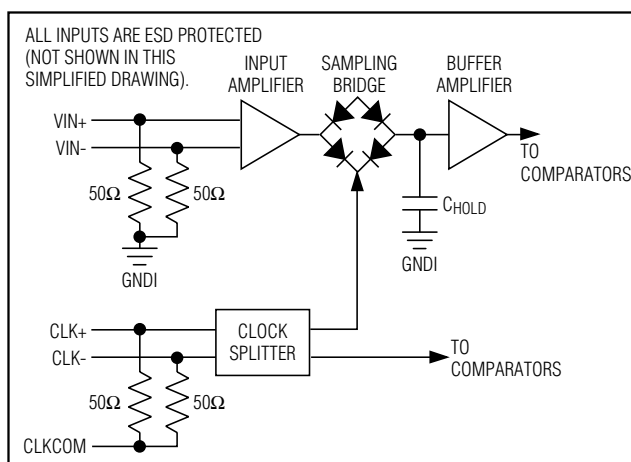 ALL INPUTS ARE ESD PROTECTED
(NOT SHOWN IN THIS
SIMPLIFIED DRAWING).
INPUT
AMPLIFIER
SAMPLING
BRIDGE
BUFFER
AMPLIFIER
VIN+
VIN-
TO
COMPARATORS
50Ω
50Ω
CHOLD
GNDI
GNDI
CLK+
CLK-
CLOCK
SPLITTER
TO
COMPARATORS
50Ω
50Ω
CLKCOM